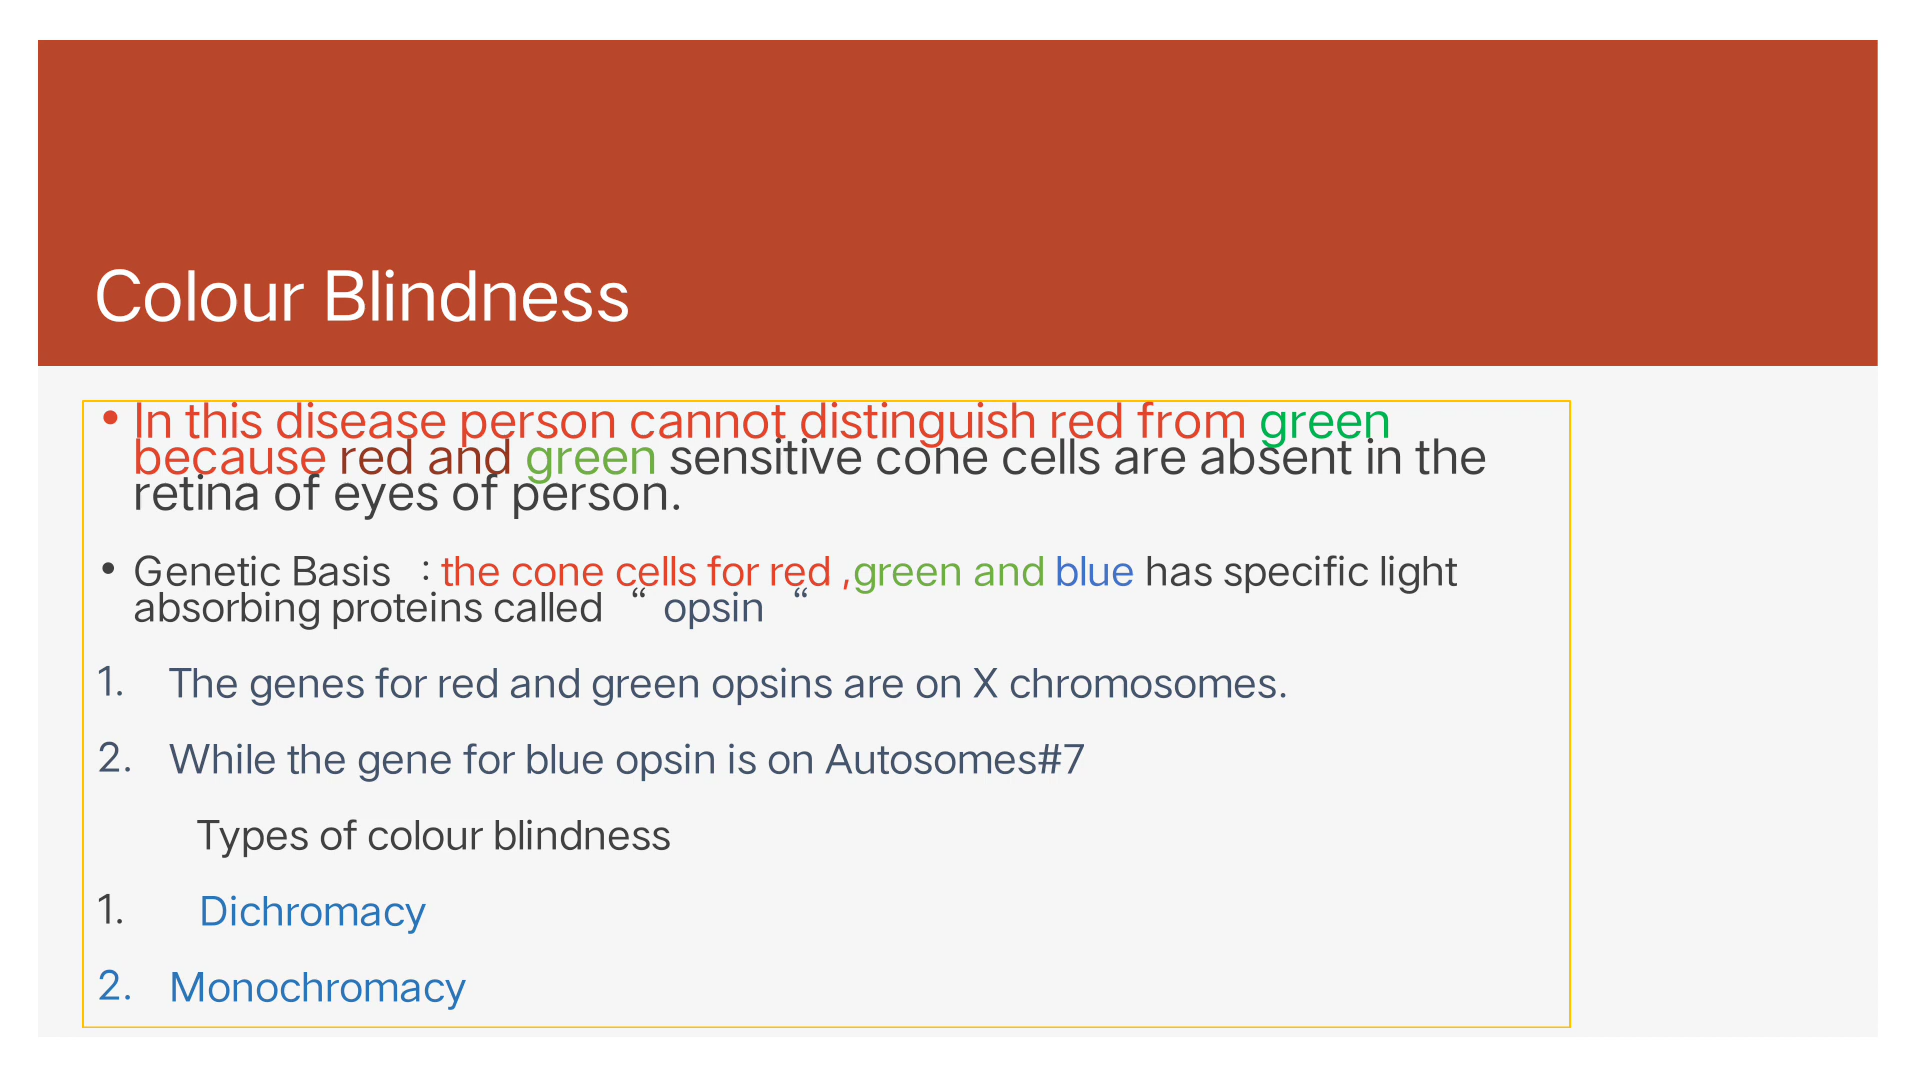 Colour Blindness
• In this disease person cannot distinguish red from green
because red and green sensitive cone cells are absent in the
retina of eyes of person.
• Genetic Basis : the cone cells for red ,green and blue has specific light
absorbing proteins called “ opsin “
1. The genes for red and green opsins are on X chromosomes.
2. While the gene for blue opsin is on Autosomes#7
Types of colour blindness
1. Dichromacy
2. Monochromacy